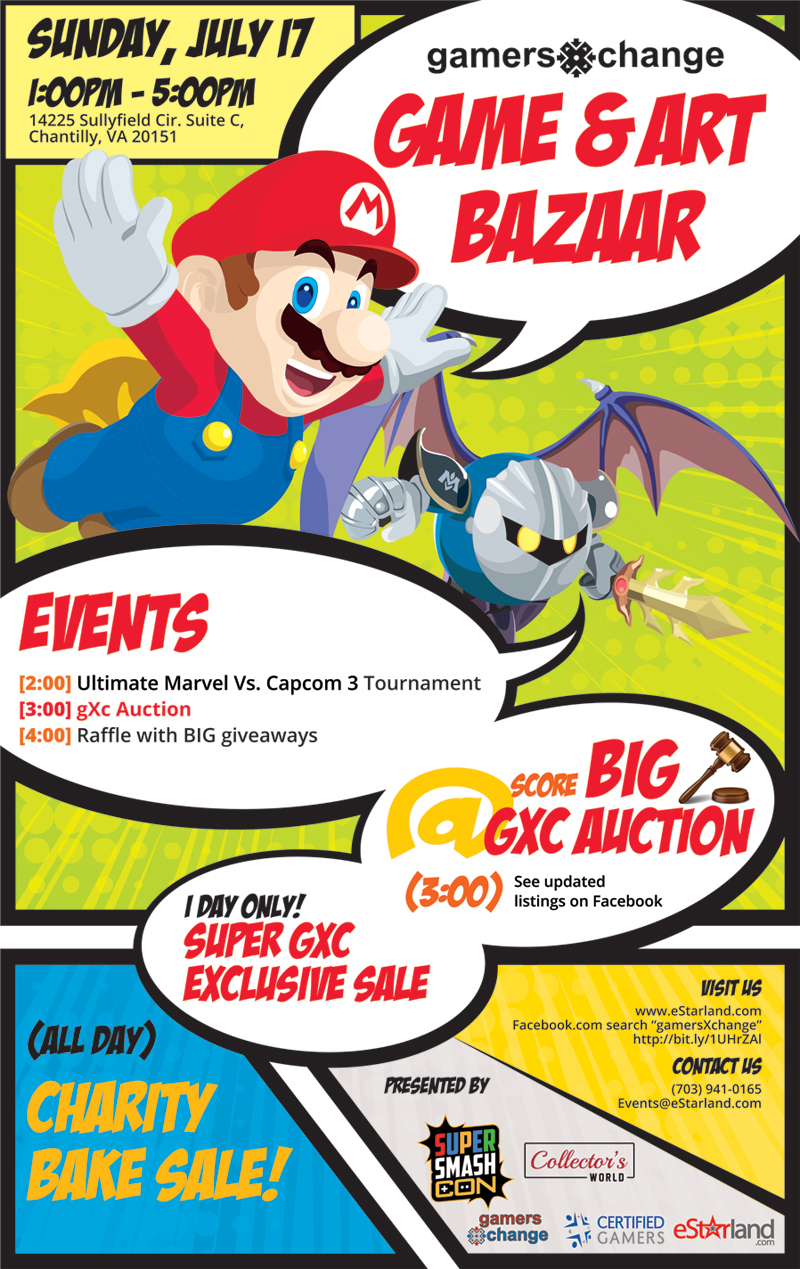 SUNDAY, JULY 17
1:00PM - 5:00PM
14225 Sullyfield Cir. Suite C,
Chantilly, VA 20151
gamers change
GAME & ART
BAZAAR
M
M
EVENTS
[2:00] Ultimate Marvel Vs. Capcom 3 Tournament
[3:00] gXc Auction
[4:00] Raffle with BIG giveaways
SCORE BIG
@GXC AUCTION
(3:00)
See updated
listings on Facebook
1 DAY ONLY!
SUPER GXC
EXCLUSIVE SALE
(ALL DAY)
CHARITY
BAKE SALE!
VISIT US
www.eStarland.com
Facebook.com search “gamersXchange”
http://bit.ly/1UHrZAl
CONTACT US
(703) 941-0165
Events@eStarland.com
PRESENTED BY
SUPER
SMASH
CON
Collector's
WORLD
gamers
change
CERTIFIED
GAMERS
eStarland
.com